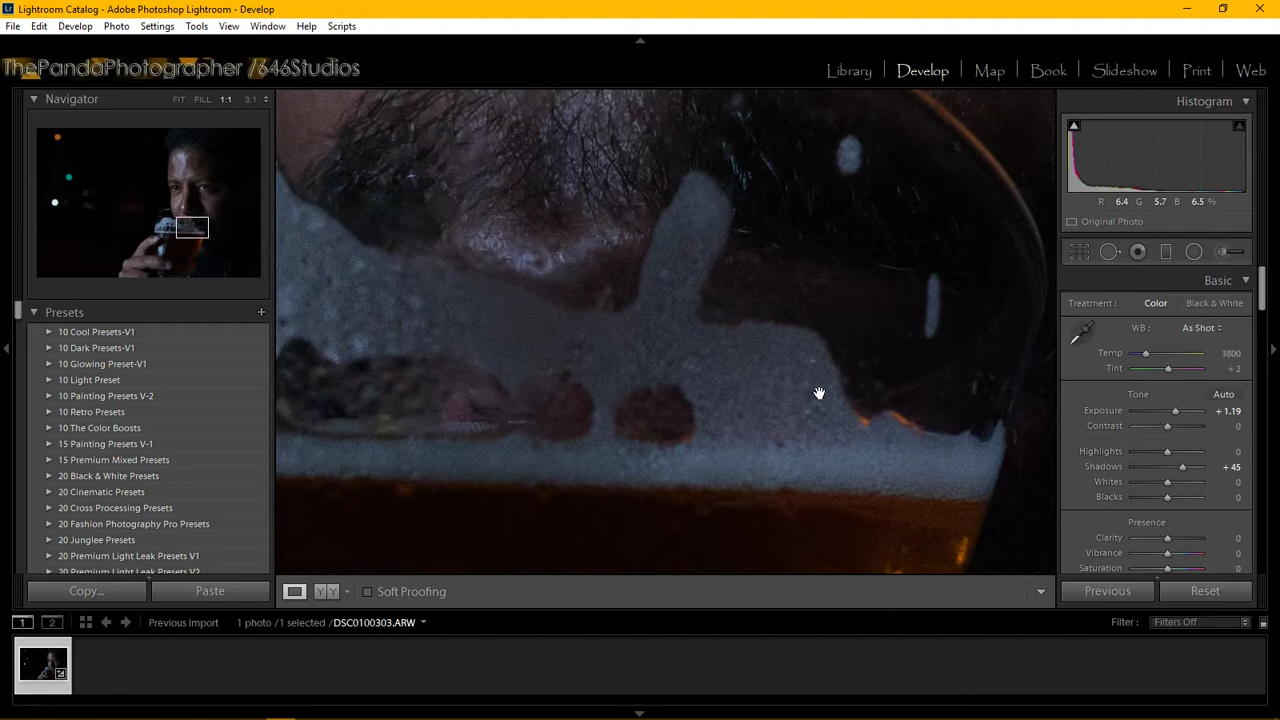 Lightroom Catalog - Adobe Photoshop Lightroom - Develop
File Edit Develop Photo Settings Tools View Window Help Scripts
ThePandaPhotographer /646Studios
Library Develop Map Book Slideshow Print Web
Navigator FIT FILL 1:1 3:1
Histogram
R 6.4 G 5.7 B 6.5 %
Original Photo
Basic
Treatment : Color Black & White
WB : As Shot
Temp 3800
Tint + 2
Tone Auto
Exposure + 1.19
Contrast 0
Highlights 0
Shadows + 45
Whites 0
Blacks 0
Presence
Clarity 0
Vibrance 0
Saturation 0
Previous Reset
Presets +
10 Cool Presets-V1
10 Dark Presets-V1
10 Glowing Preset-V1
10 Light Preset
10 Painting Presets V-2
10 Retro Presets
10 The Color Boosts
15 Painting Presets V-1
15 Premium Mixed Presets
20 Black & White Presets
20 Cinematic Presets
20 Cross Processing Presets
20 Fashion Photography Pro Presets
20 Junglee Presets
20 Premium Light Leak Presets V1
20 Premium Light Leak Presets V2
Copy... Paste
Y Y Soft Proofing
1 2 Previous Import 1 photo / 1 selected / DSC0100303.ARW
Filter : Filters Off